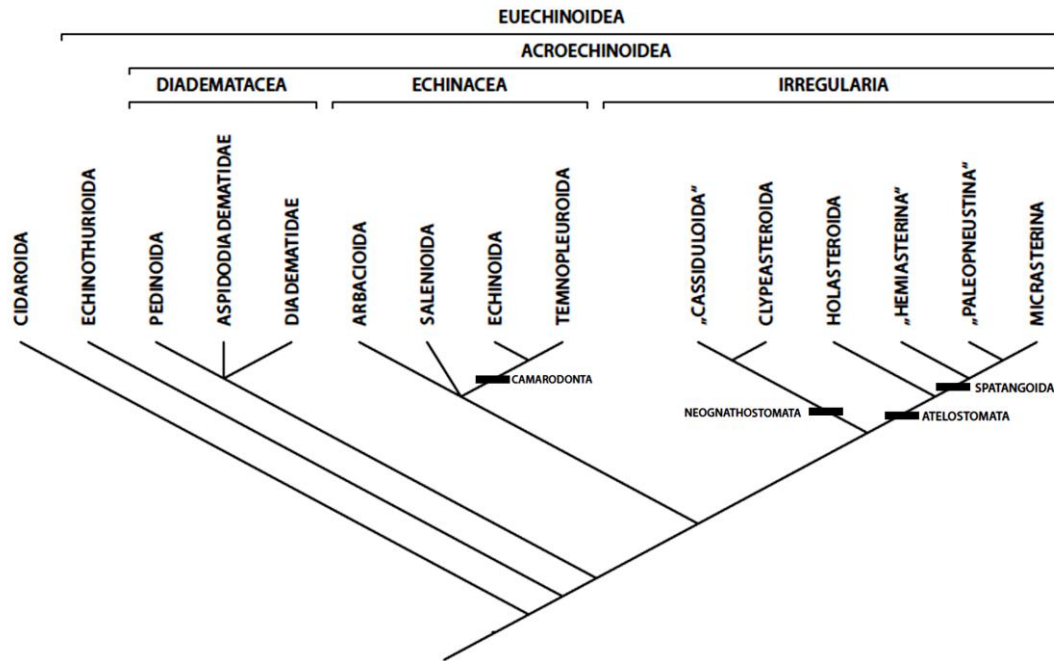 EUECHINOIDEA
ACROECHINOIDEA
DIADEMATACEA
ECHINACEA
IRREGULARIA
CIDAROIDA
ECHINOTHURIOIDA
PEDINOIDA
ASPIDODIADEMATIDAE
DIADEMATIDAE
ARBACIOIDA
SALENIOIDA
ECHINOIDA
TEMNOPLEUROIDA
„CASSIDULOIDA“
CLYPEASTEROIDA
HOLASTEROIDA
„HEMIASTERINA“
„PALEOPNEUSTINA“
MICRASTERINA
CAMARODONTA
SPATANGOIDA
NEOGNATHOSTOMATA
ATELOSTOMATA